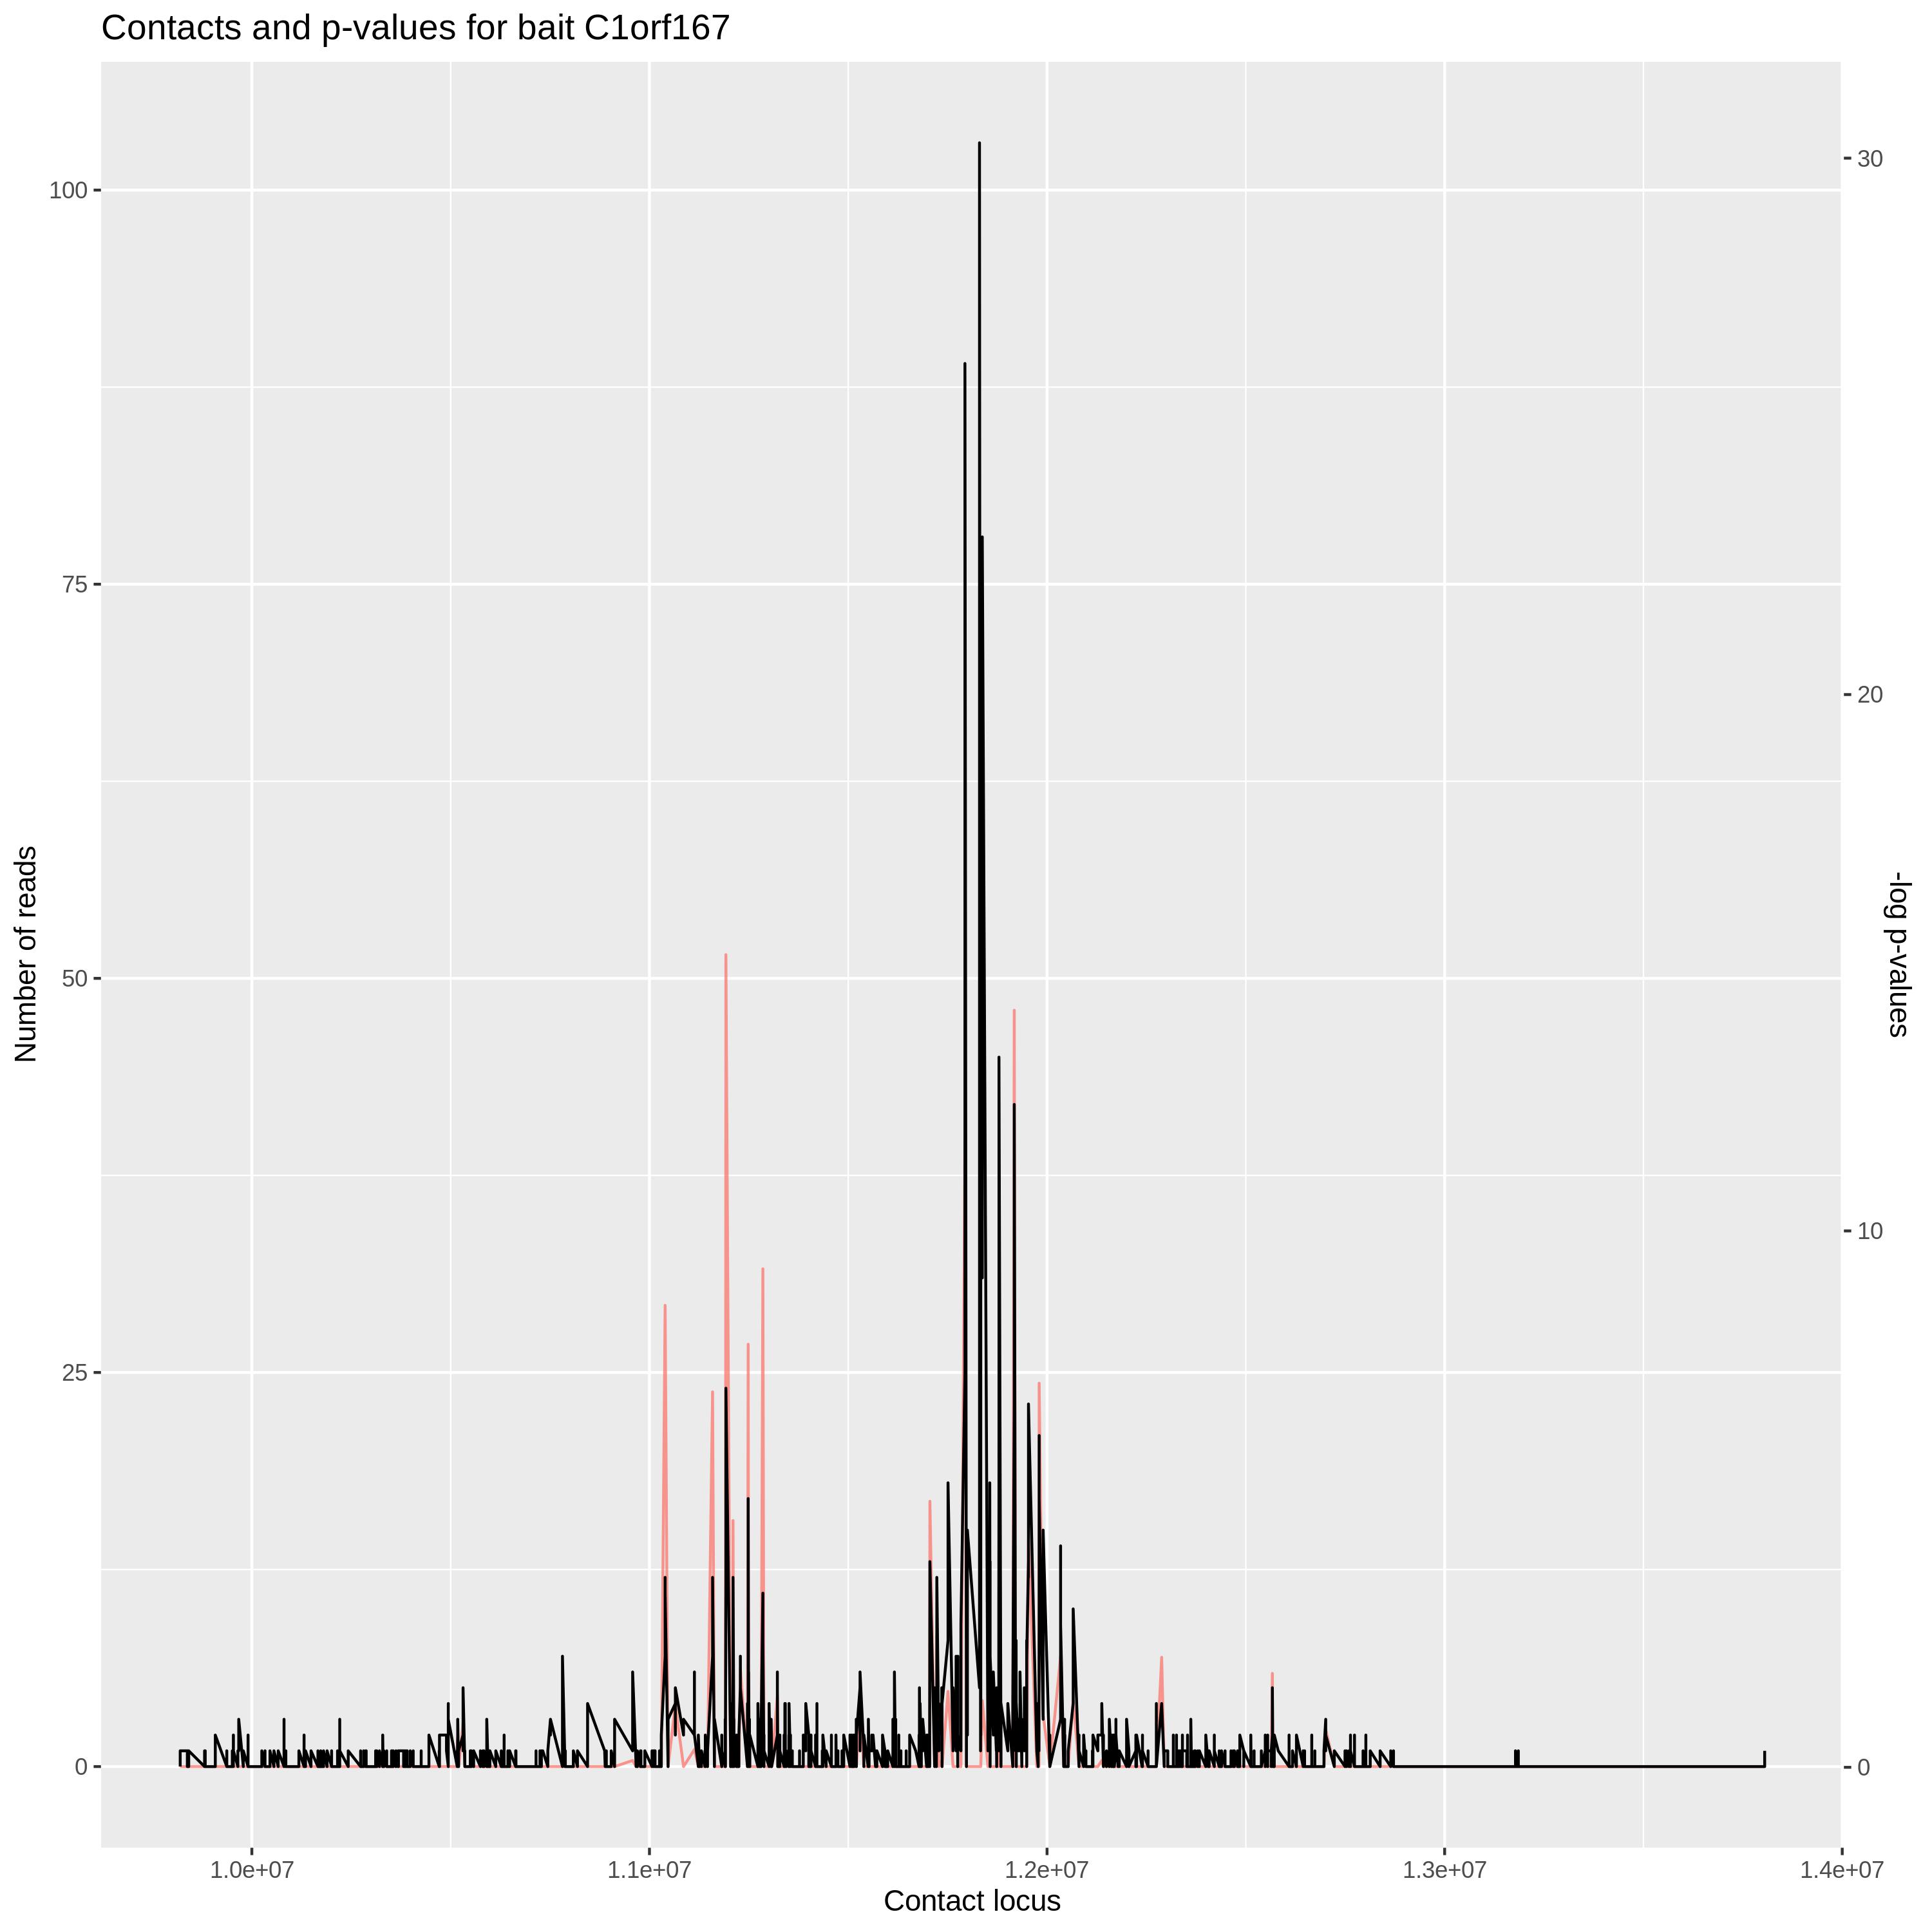 Contacts and p-values for bait C1orf167
Number of reads
100
75
50
25
0
30
20
10
0
-log p-values
1.0e+07
1.1e+07
1.2e+07
1.3e+07
1.4e+07
Contact locus